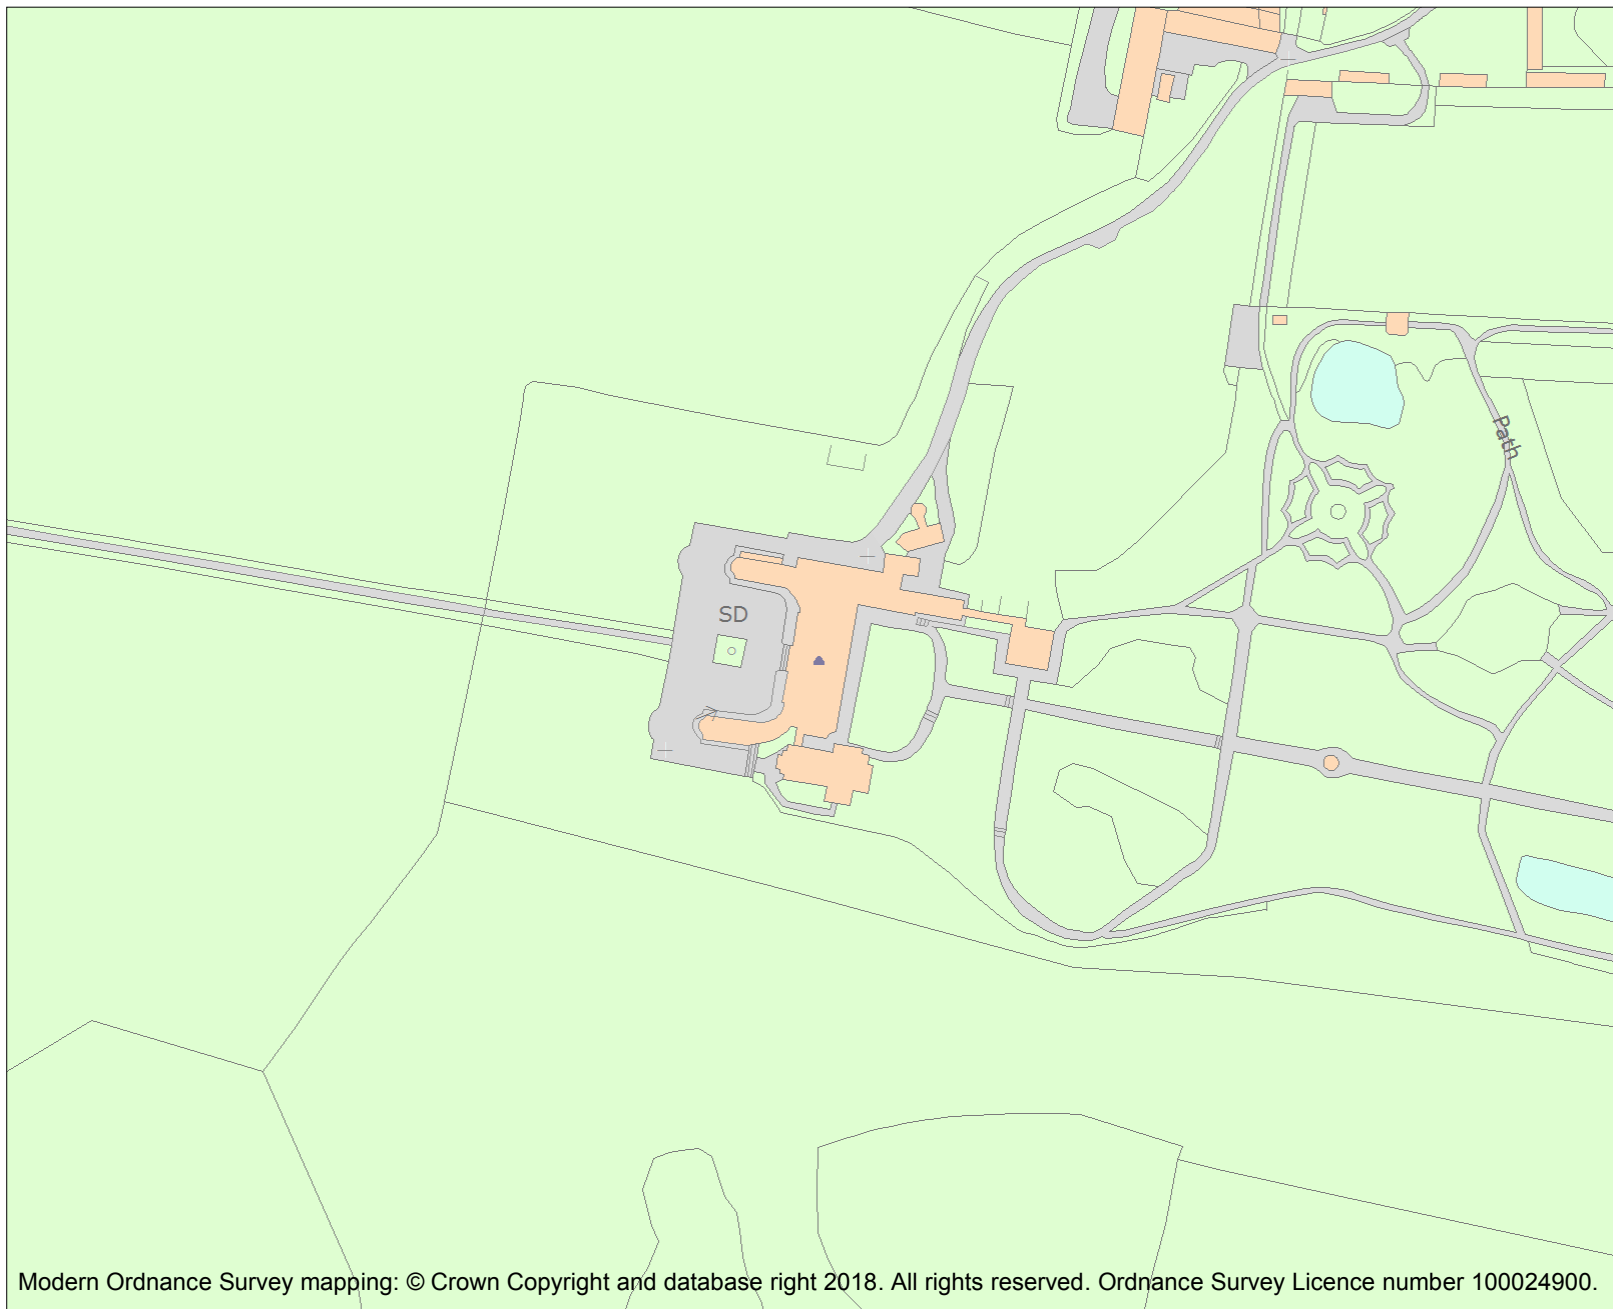 Path
SD
Modern Ordnance Survey mapping: © Crown Copyright and database right 2018. All rights reserved. Ordnance Survey Licence number 100024900.